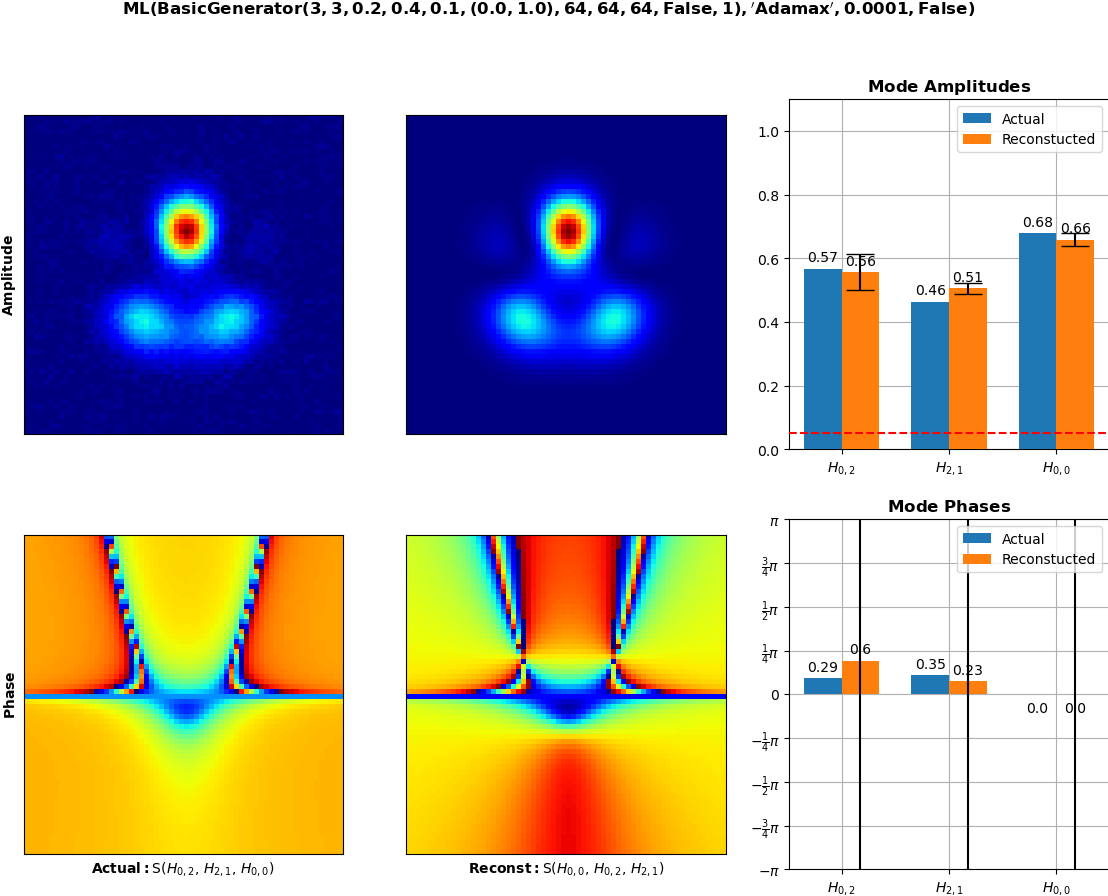 ML(BasicGenerator(3, 3, 0.2, 0.4, 0.1, (0.0, 1.0), 64, 64, 64, False, 1), ′Adamax′, 0.0001, False)
Amplitude
Mode Amplitudes
Actual
Reconstucted
1.0
0.8
0.6
0.4
0.2
0.0
0.57
0.56
0.46
0.51
0.68
0.66
H0, 2
H2, 1
H0, 0
Phase
Actual: S(H0, 2, H2, 1, H0, 0)
Reconst: S(H0, 0, H0, 2, H2, 1)
Mode Phases
Actual
Reconstucted
π
3/4π
1/2π
1/4π
0
−1/4π
−1/2π
−3/4π
−π
0.29
0.6
0.35
0.23
0.0
0.0
H0, 2
H2, 1
H0, 0